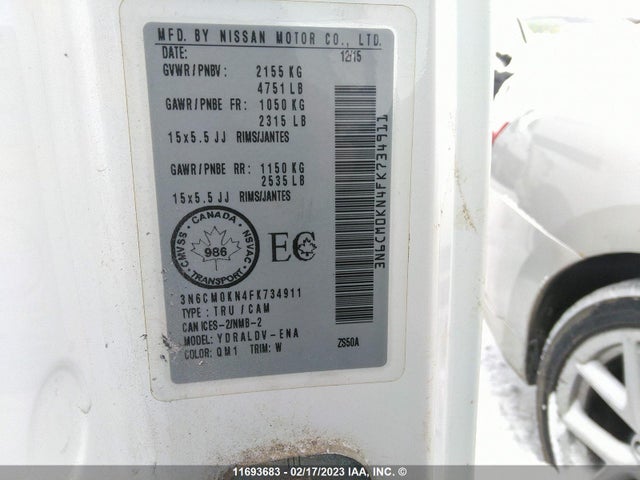 MFD. BY NISSAN MOTOR CO., LTD.
DATE: 12/15
GVWR/PNBV : 2155 KG
4751 LB
GAWR/PNBE FR: 1050 KG
2315 LB
15x5.5 JJ RIMS/JANTES
GAWR/PNBE RR: 1150 KG
2535 LB
15x5.5 JJ RIMS/JANTES
CANADA
CMVSS NSVAC
986
TRANSPORT
EC
3N6CM0KN4FK734911
TYPE : TRU / CAM
CAN ICES-2/NMB-2
MODEL: YDRALDV-ENA
COLOR: QM1 TRIM: W
ZS50A
3N6CM0KN4FK734911
11693683 - 02/17/2023 IAA, INC. ©